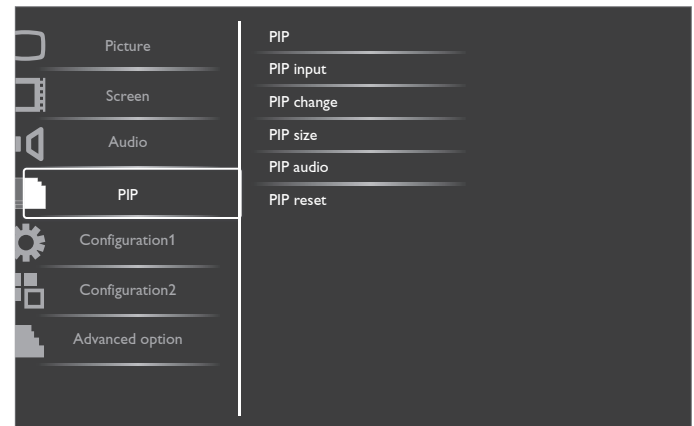 Picture
Screen
Audio
PIP
Configuration1
Configuration2
Advanced option
PIP
PIP input
PIP change
PIP size
PIP audio
PIP reset